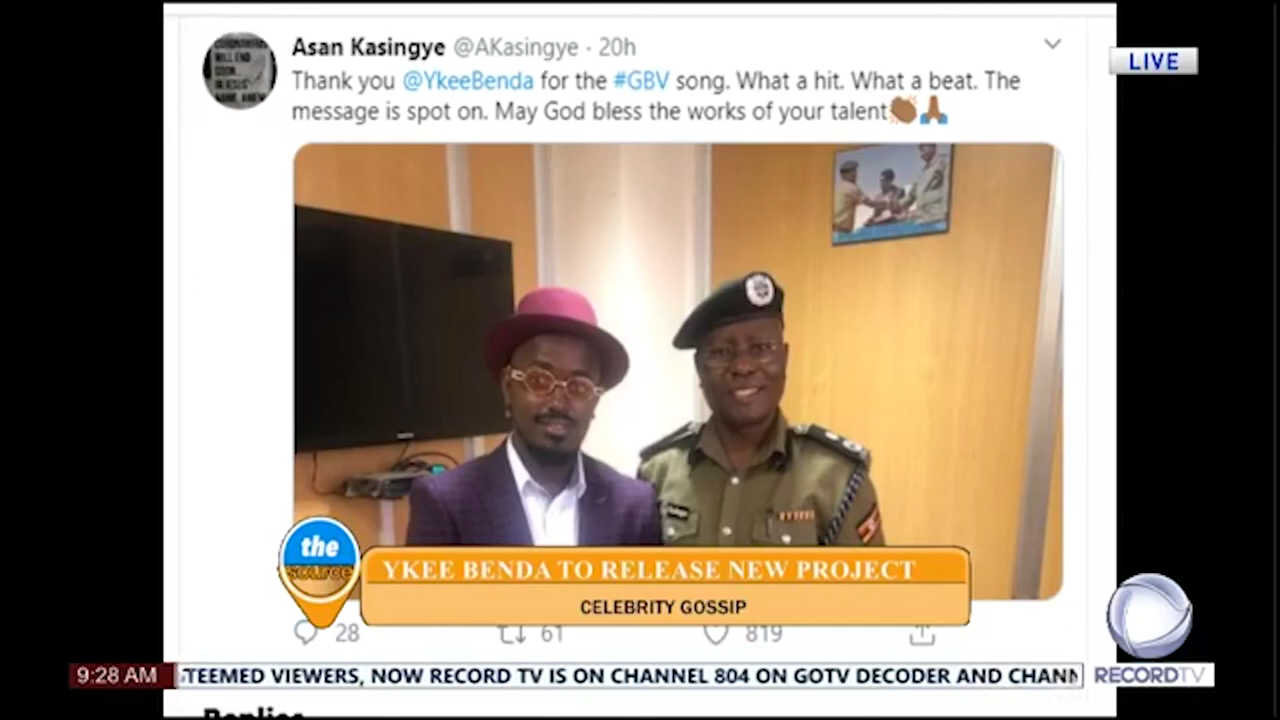 Asan Kasingye @AKasingye · 20h
Thank you @YkeeBenda for the #GBV song. What a hit. What a beat. The
message is spot on. May God bless the works of your talent👏🏾🙏🏾
LIVE
the
source
YKEE BENDA TO RELEASE NEW PROJECT
CELEBRITY GOSSIP
28 61 819
9:28 AM
TEEMED VIEWERS, NOW RECORD TV IS ON CHANNEL 804 ON GOTV DECODER AND CHANN
RECORDTV
Replies